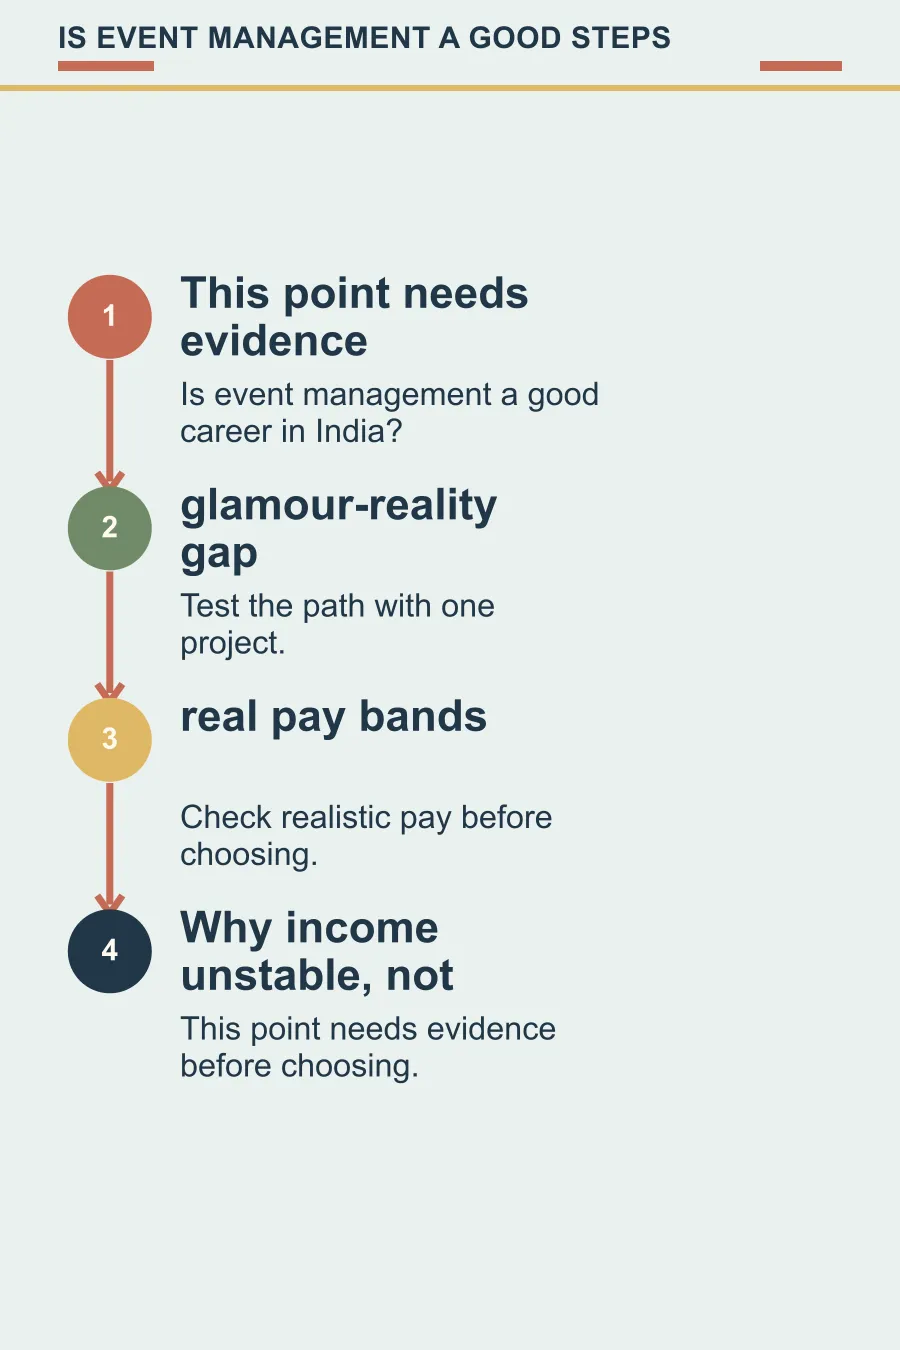 IS EVENT MANAGEMENT A GOOD STEPS
1
This point needs
evidence
Is event management a good
career in India?
2
glamour-reality
gap
Test the path with one
project.
3
real pay bands
Check realistic pay before
choosing.
4
Why income
unstable, not
This point needs evidence
before choosing.